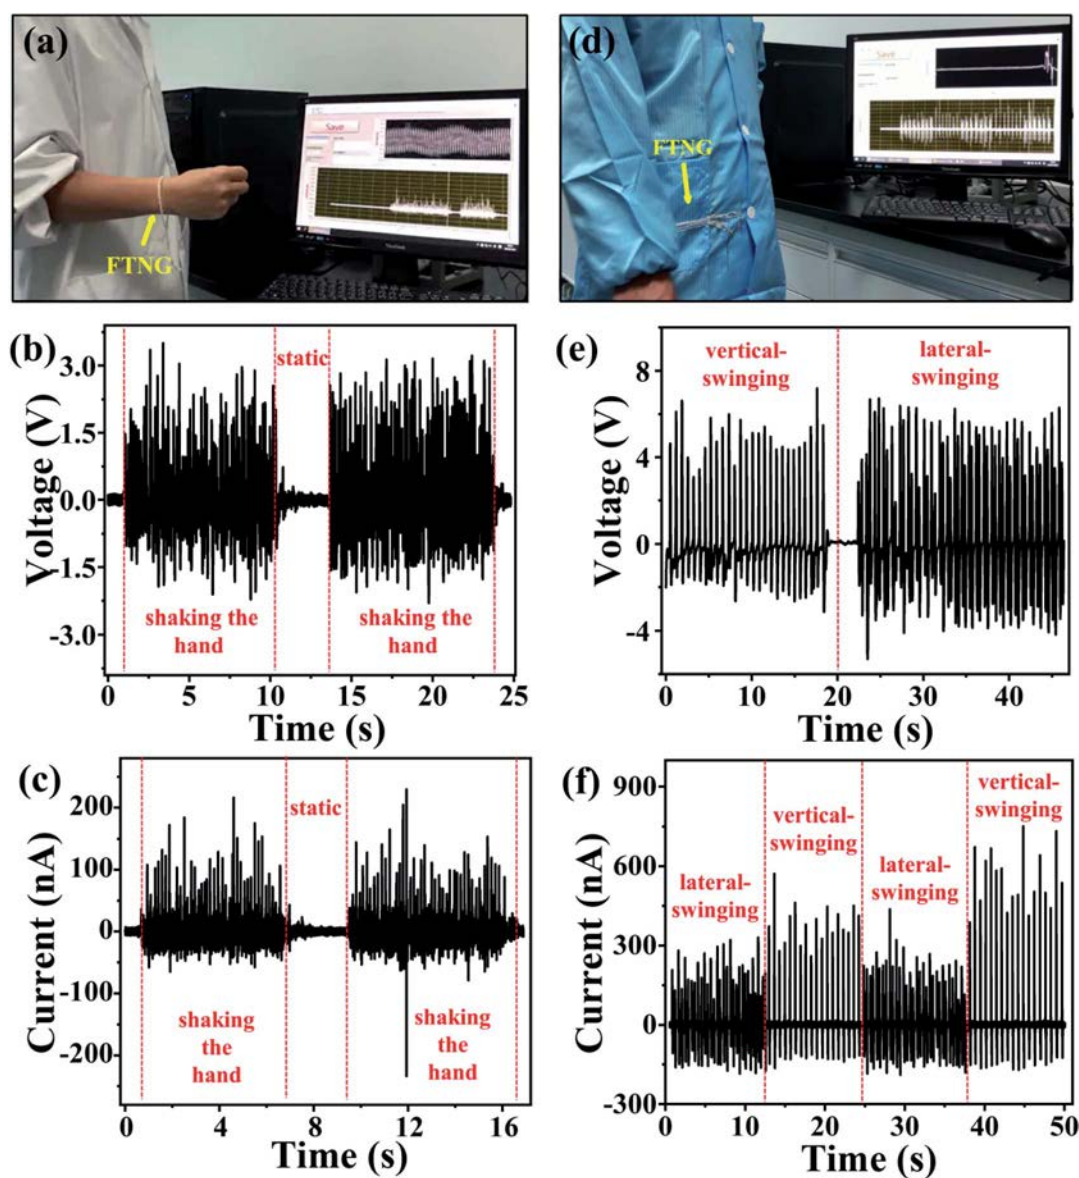 (a)
Save
FTNG
(d)
Save
FTNG
(b)
Voltage (V)
3.0
1.5
0.0
-1.5
-3.0
static
shaking the
hand
shaking the
hand
0
5
10
15
20
25
Time (s)
(e)
Voltage (V)
8
4
0
-4
vertical-
swinging
lateral-
swinging
0
10
20
30
40
Time (s)
(c)
Current (nA)
200
100
0
-100
-200
static
shaking
the
hand
shaking
the
hand
0
4
8
12
16
Time (s)
(f)
Current (nA)
900
600
300
0
-300
lateral-
swinging
vertical-
swinging
lateral-
swinging
vertical-
swinging
0
10
20
30
40
50
Time (s)